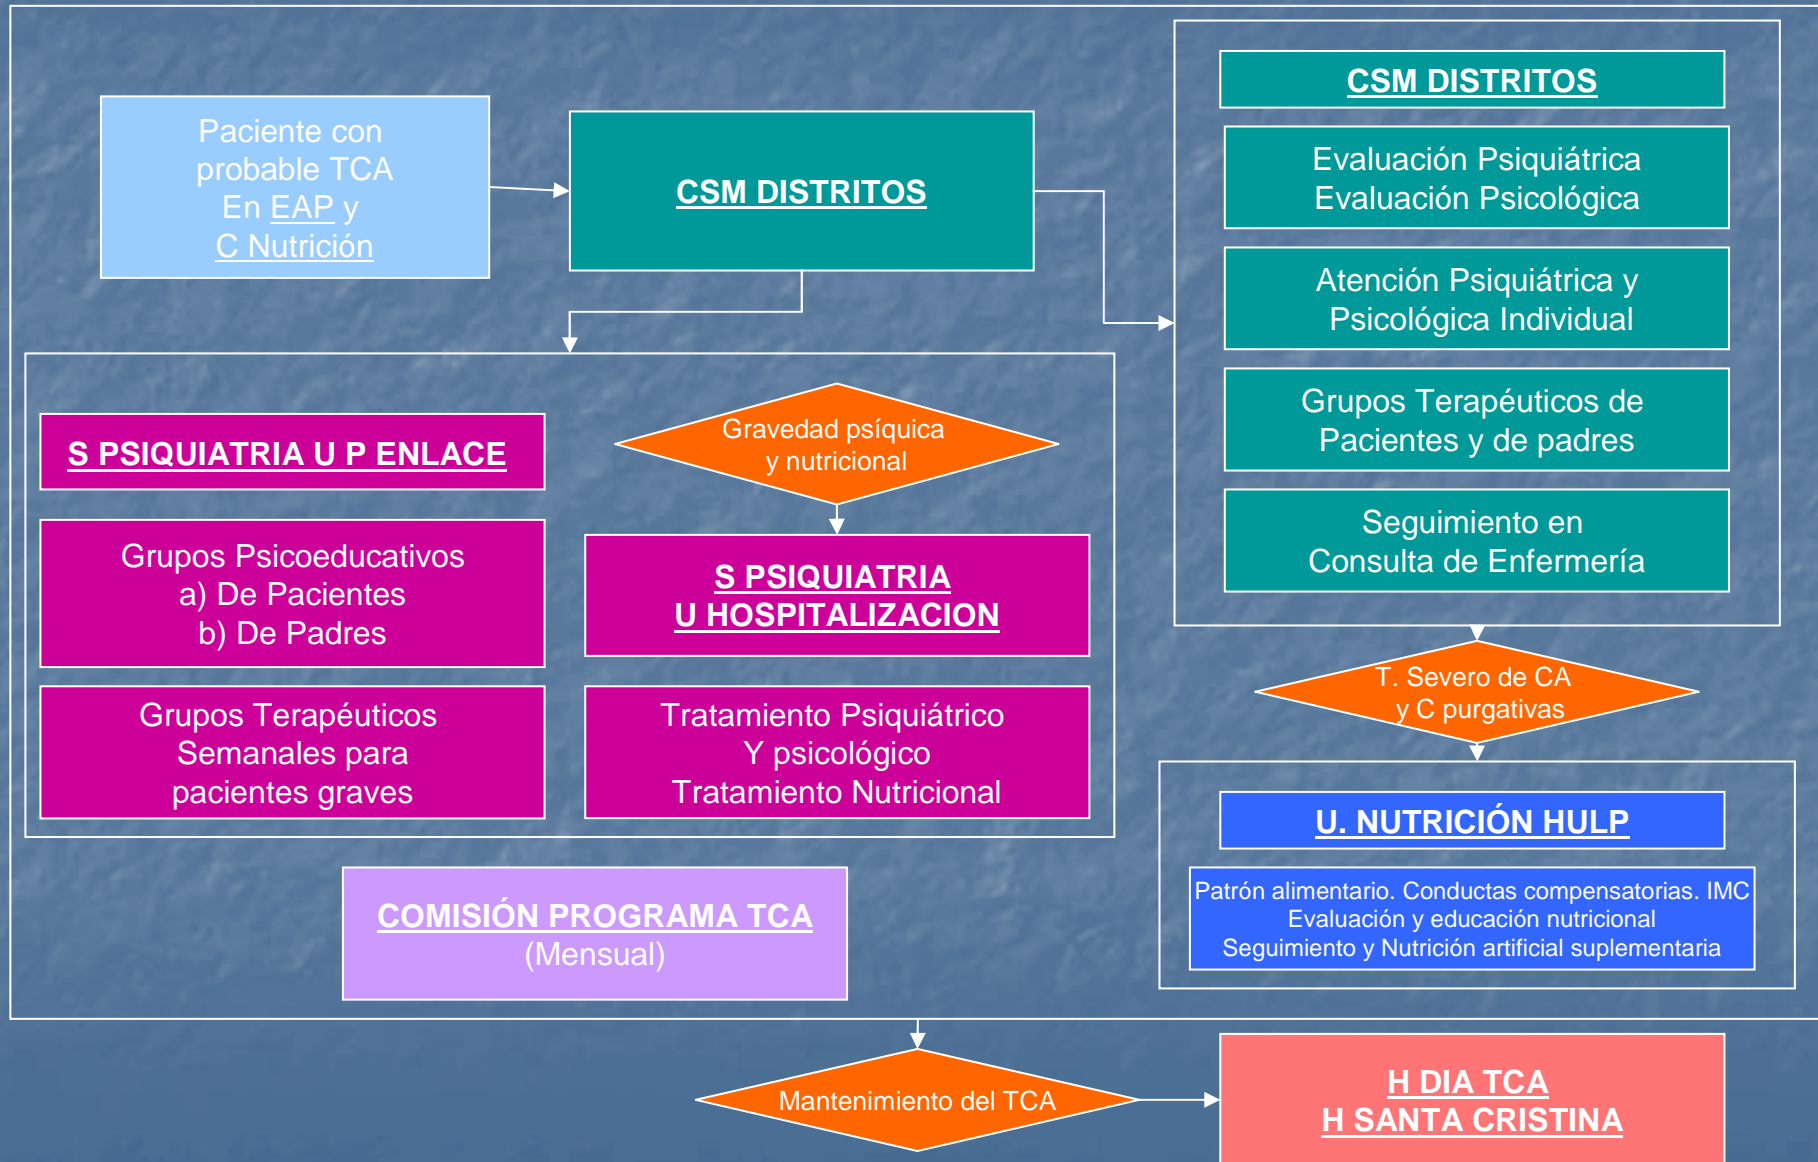 Paciente con
probable TCA
En EAP y
C Nutrición
CSM DISTRITOS
CSM DISTRITOS
Evaluación Psiquiátrica
Evaluación Psicológica
Atención Psiquiátrica y
Psicológica Individual
Grupos Terapéuticos de
Pacientes y de padres
Seguimiento en
Consulta de Enfermería
S PSIQUIATRIA U P ENLACE
Grupos Psicoeducativos
a) De Pacientes
b) De Padres
Grupos Terapéuticos
Semanales para
pacientes graves
Gravedad psíquica
y nutricional
S PSIQUIATRIA
U HOSPITALIZACION
Tratamiento Psiquiátrico
Y psicológico
Tratamiento Nutricional
T. Severo de CA
y C purgativas
U. NUTRICIÓN HULP
Patrón alimentario. Conductas compensatorias. IMC
Evaluación y educación nutricional
Seguimiento y Nutrición artificial suplementaria
COMISIÓN PROGRAMA TCA
(Mensual)
Mantenimiento del TCA
H DIA TCA
H SANTA CRISTINA